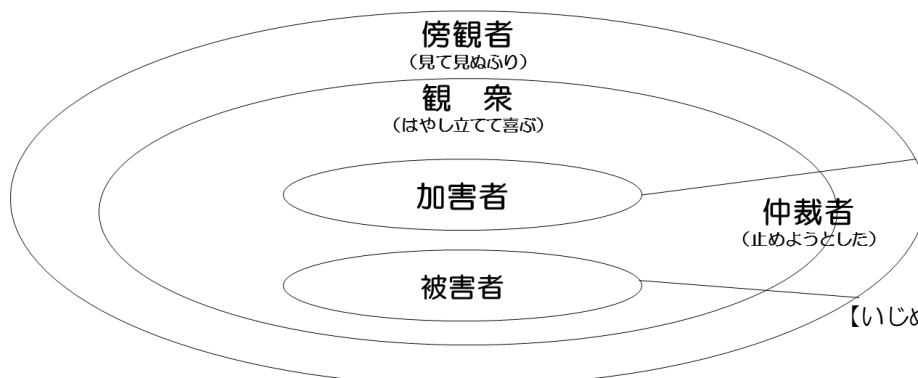 傍観者
(見て見ぬふり)
観　衆
(はやし立てて喜ぶ)
加害者
仲裁者
(止めようとした)
被害者
【いじめ